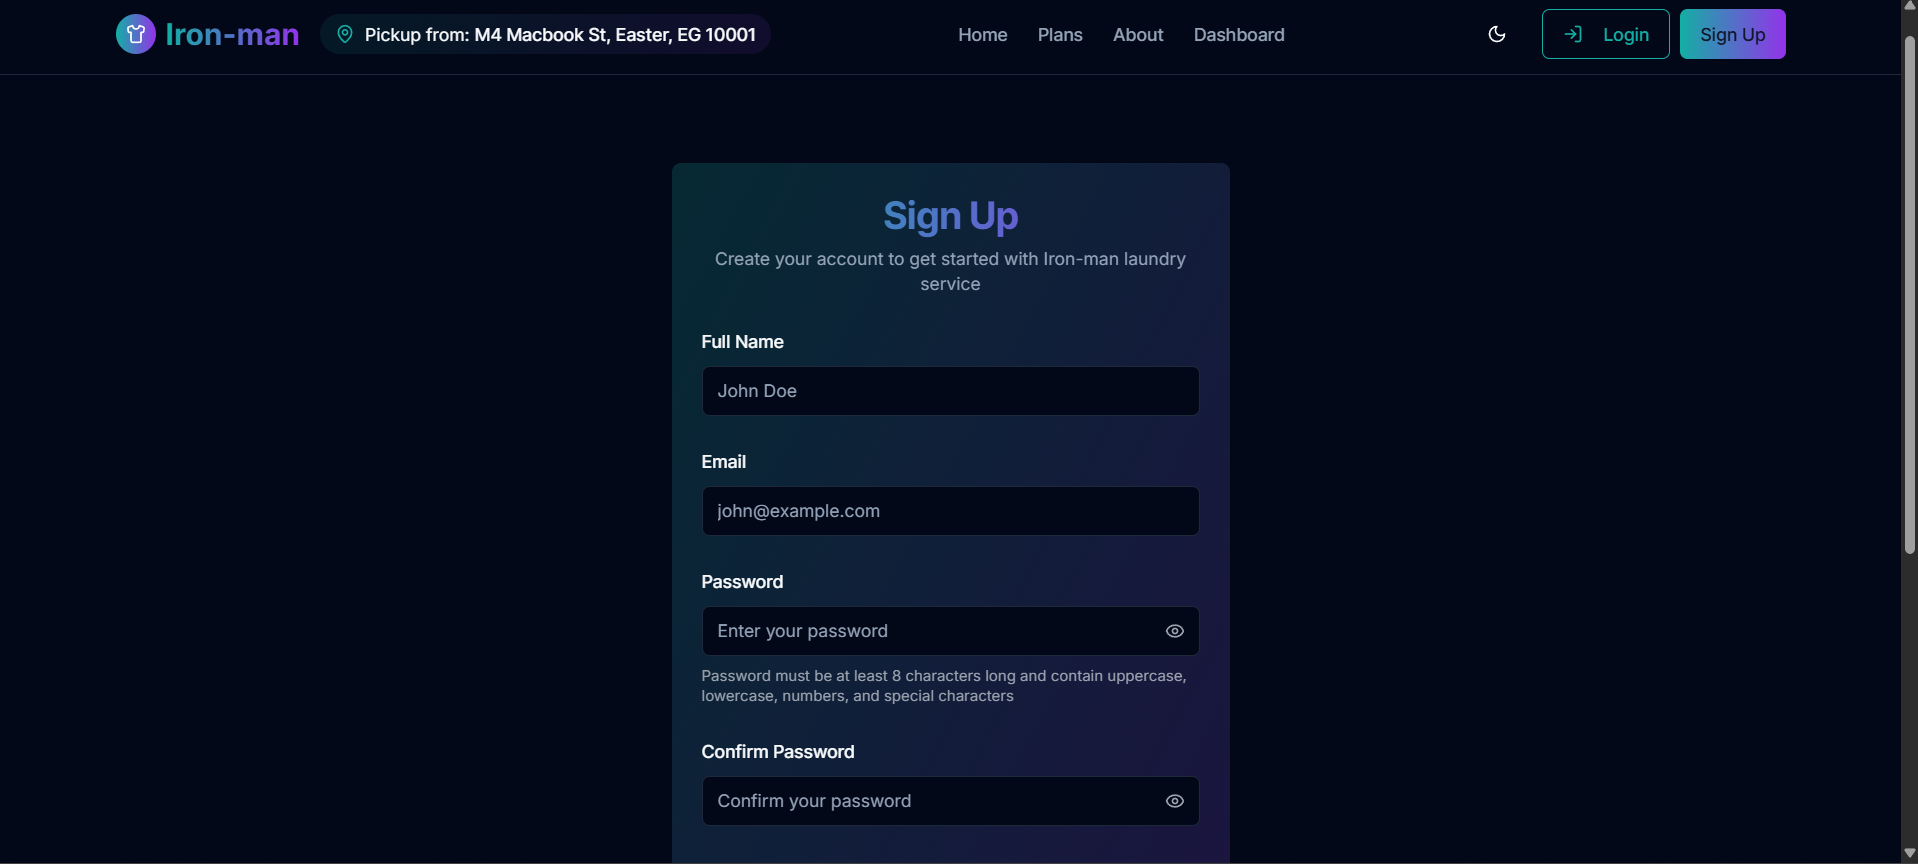 Iron-man
Pickup from: M4 Macbook St, Easter, EG 10001
Home
Plans
About
Dashboard
Login
Sign Up
Sign Up
Create your account to get started with Iron-man laundry
service
Full Name
John Doe
Email
john@example.com
Password
Enter your password
Password must be at least 8 characters long and contain uppercase,
lowercase, numbers, and special characters
Confirm Password
Confirm your password